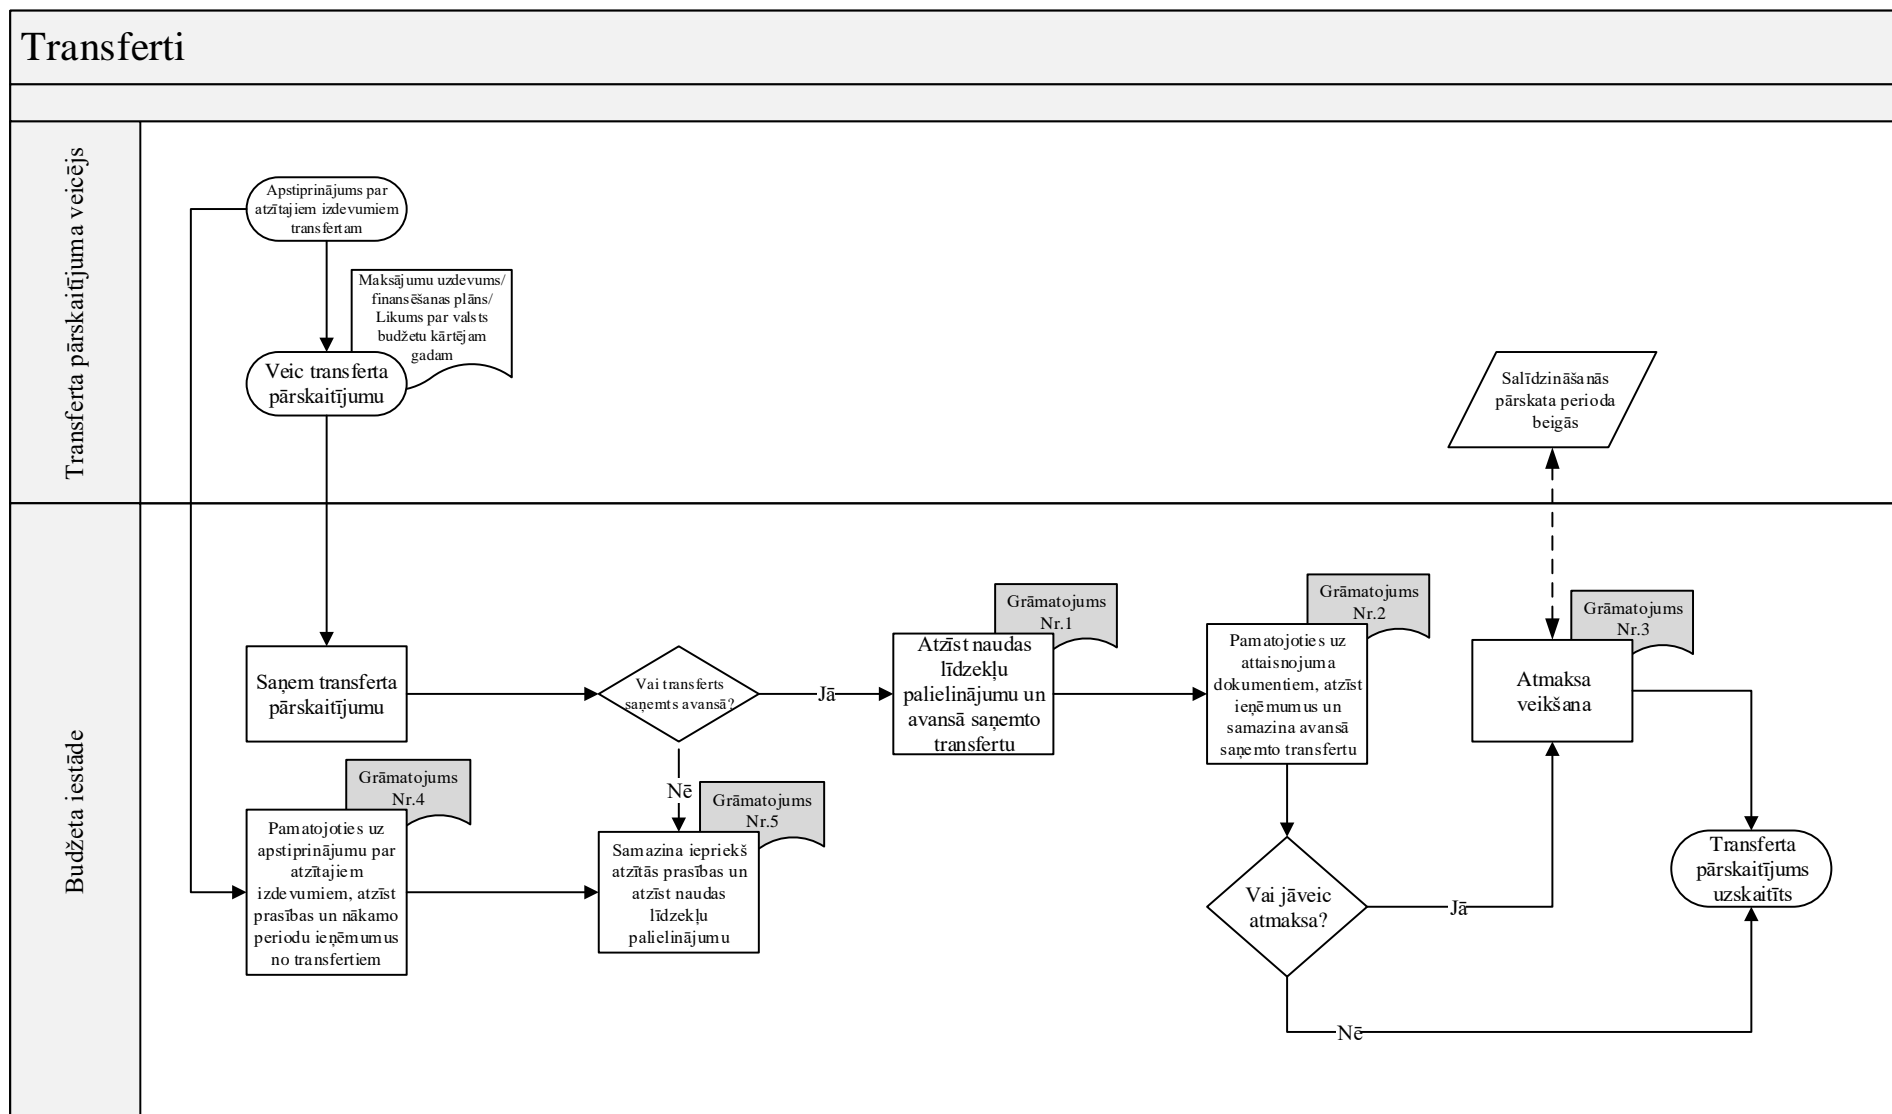 Transferti
Transferta pārskaitījuma veicējs
Apstiprinājums par
atzītajiem izdevumiem
transfertam
Maksājumu uzdevums/
finansēšanas plāns/
Likums par valsts
budžetu kārtējam
gadam
Veic transferta
pārskaitījumu
Salīdzināšanās
pārskata perioda
beigās
Budžeta iestāde
Saņem transferta
pārskaitījumu
Vai transferts
saņemts avansā?
Jā
Nē
Grāmatojums
Nr.1
Atzīst naudas
līdzekļu
palielinājumu un
avansā saņemto
transfertu
Grāmatojums
Nr.2
Pamatojoties uz
attaisnojuma
dokumentiem, atzīst
ieņēmumus un
samazina avansā
saņemto transfertu
Grāmatojums
Nr.3
Atmaksa
veikšana
Grāmatojums
Nr.4
Pamatojoties uz
apstiprinājumu par
atzītajiem
izdevumiem, atzīst
prasības un nākamo
periodu ieņēmumus
no transfertiem
Grāmatojums
Nr.5
Samazina iepriekš
atzītās prasības un
atzīst naudas
līdzekļu
palielinājumu
Vai jāveic
atmaksa?
Jā
Nē
Transferta
pārskaitījums
uzskaitīts